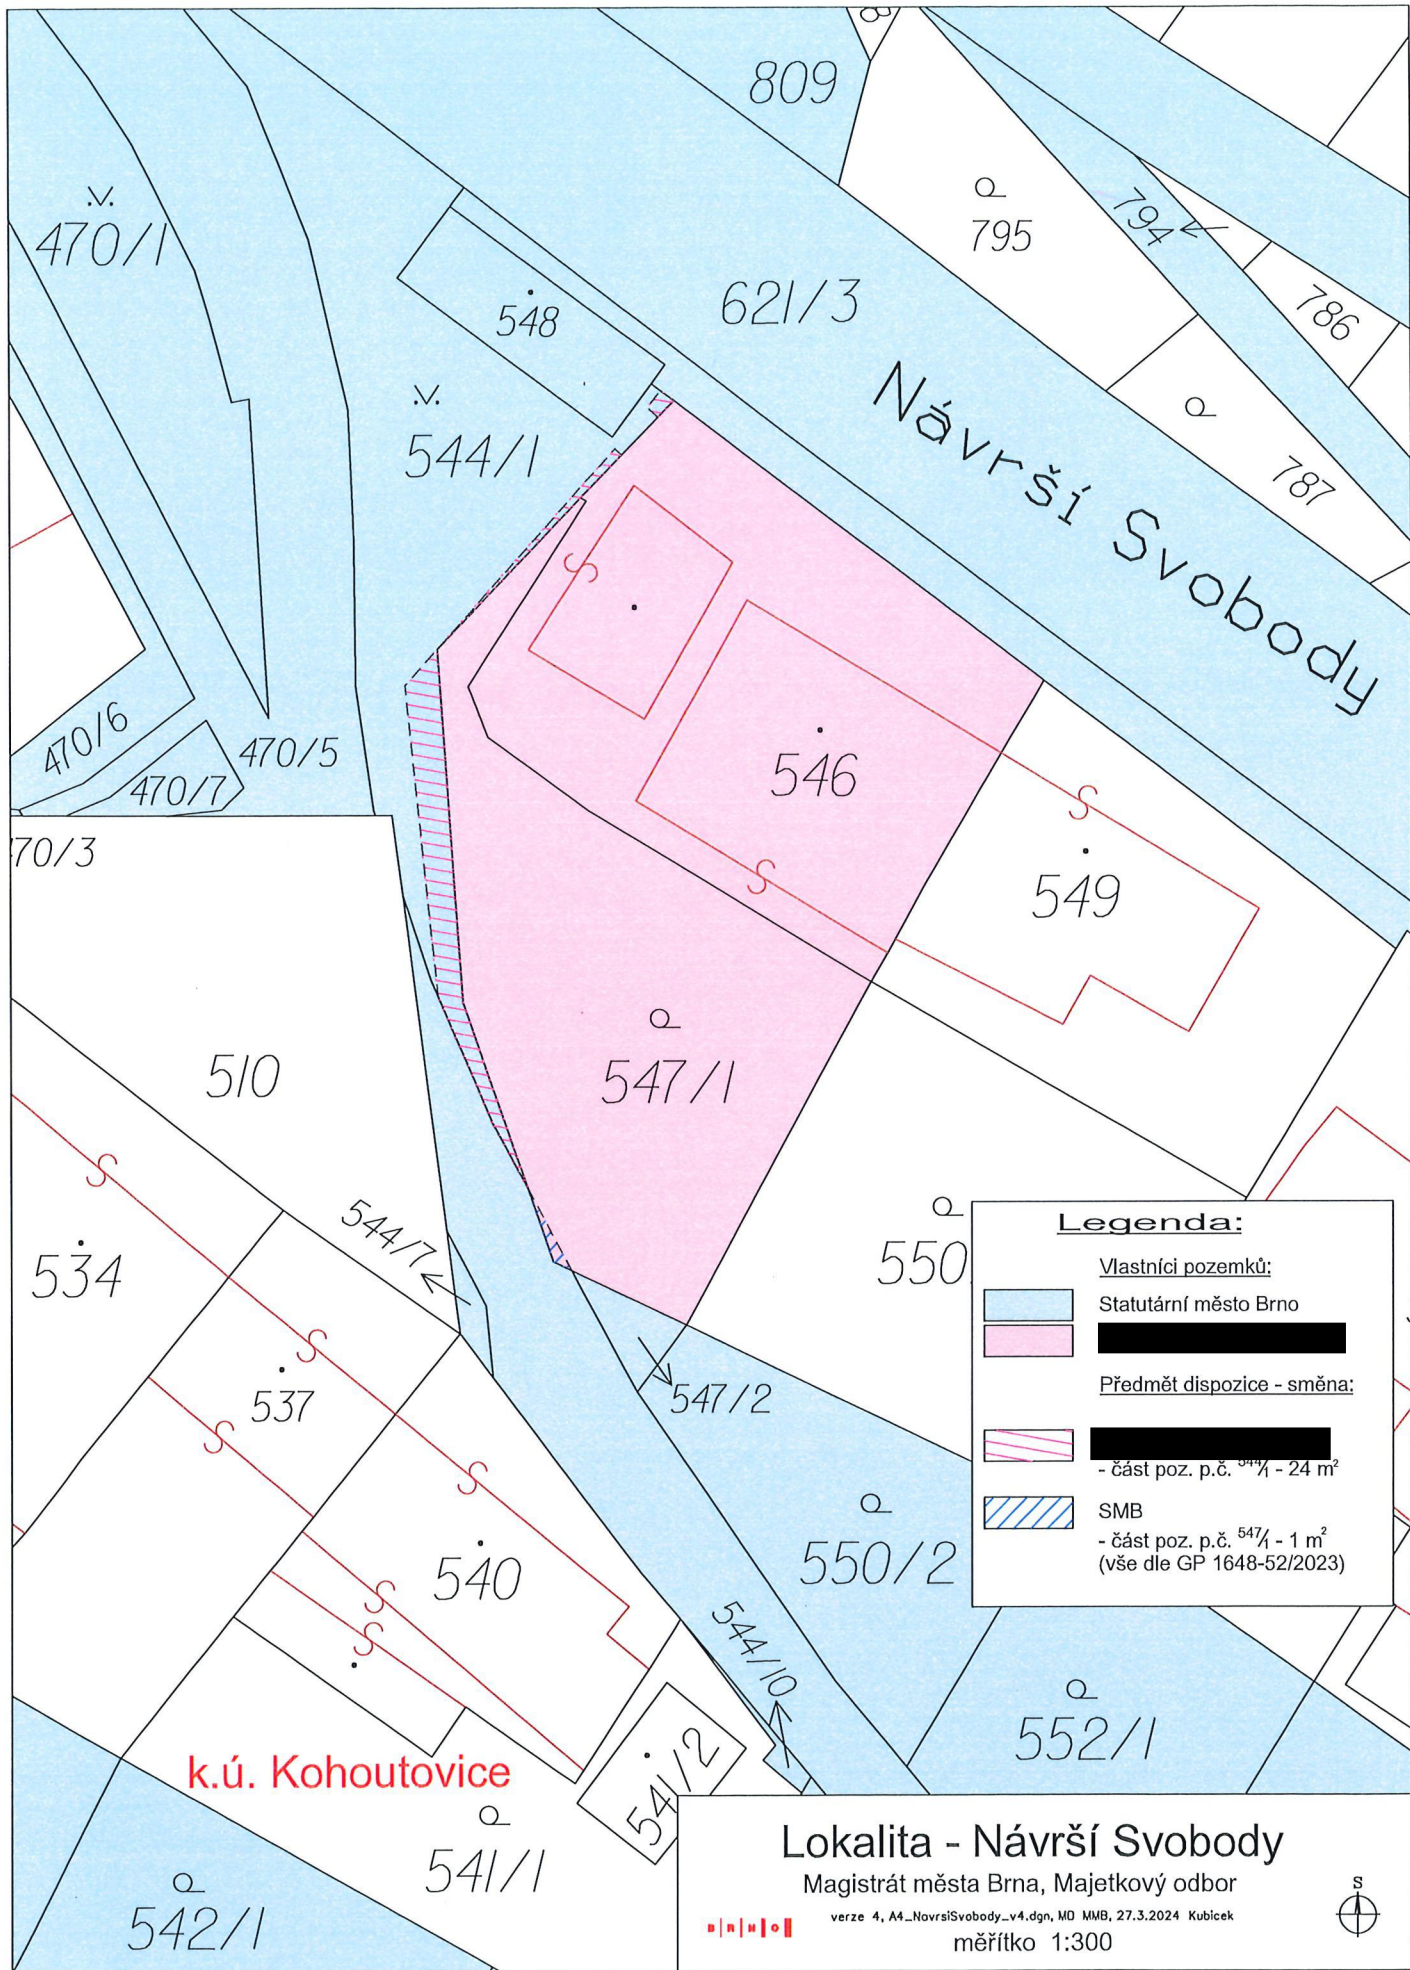 809
8
470/1
795
794
621/3
786
548
544/1
787
Návrší Svobody
470/6
470/5
470/7
546
470/3
549
510
547/1
544/7
534
550
547/2
537
550/2
540
544/10
552/1
541/2
541/1
542/1
k.ú. Kohoutovice
Legenda:
Vlastníci pozemků:
Statutární město Brno
Předmět dispozice - směna:
- část poz. p.č. 544/1 - 24 m²
SMB
- část poz. p.č. 547/1 - 1 m²
(vše dle GP 1648-52/2023)
Lokalita - Návrší Svobody
Magistrát města Brna, Majetkový odbor
verze 4, A4_NavrsiSvobody_v4.dgn, MO MMB, 27.3.2024 Kubicek
měřítko 1:300
B R N O
S